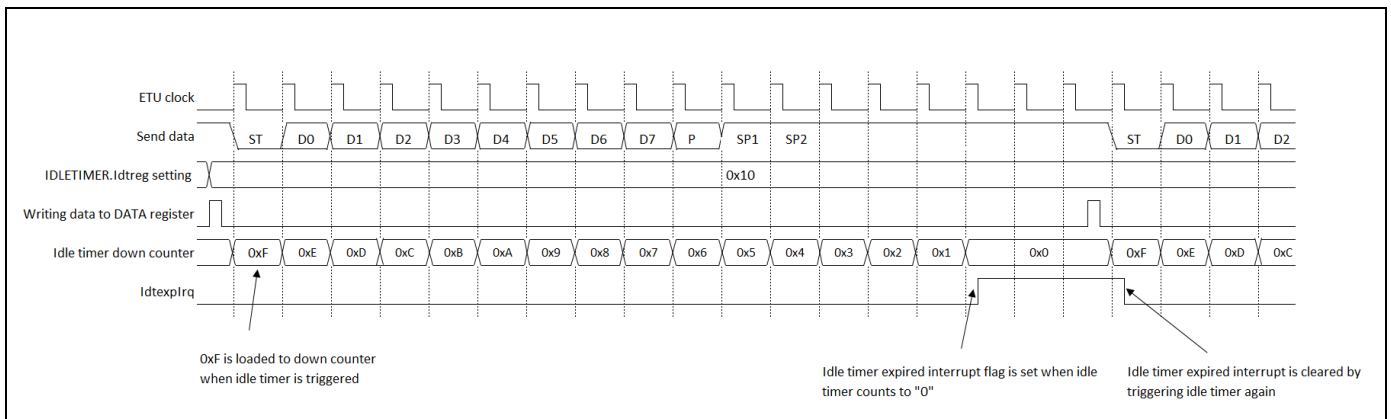 ETU clock
Send data ST D0 D1 D2 D3 D4 D5 D6 D7 P SP1 SP2 ST D0 D1 D2
IDLETIMER.Idtreg setting 0x10
Writing data to DATA register
Idle timer down counter 0xF 0xE 0xD 0xC 0xB 0xA 0x9 0x8 0x7 0x6 0x5 0x4 0x3 0x2 0x1 0x0 0xF 0xE 0xD 0xC
IdtexpIrq
0xF is loaded to down counter
when idle timer is triggered
Idle timer expired interrupt flag is set when idle
timer counts to "0"
Idle timer expired interrupt is cleared by
triggering idle timer again